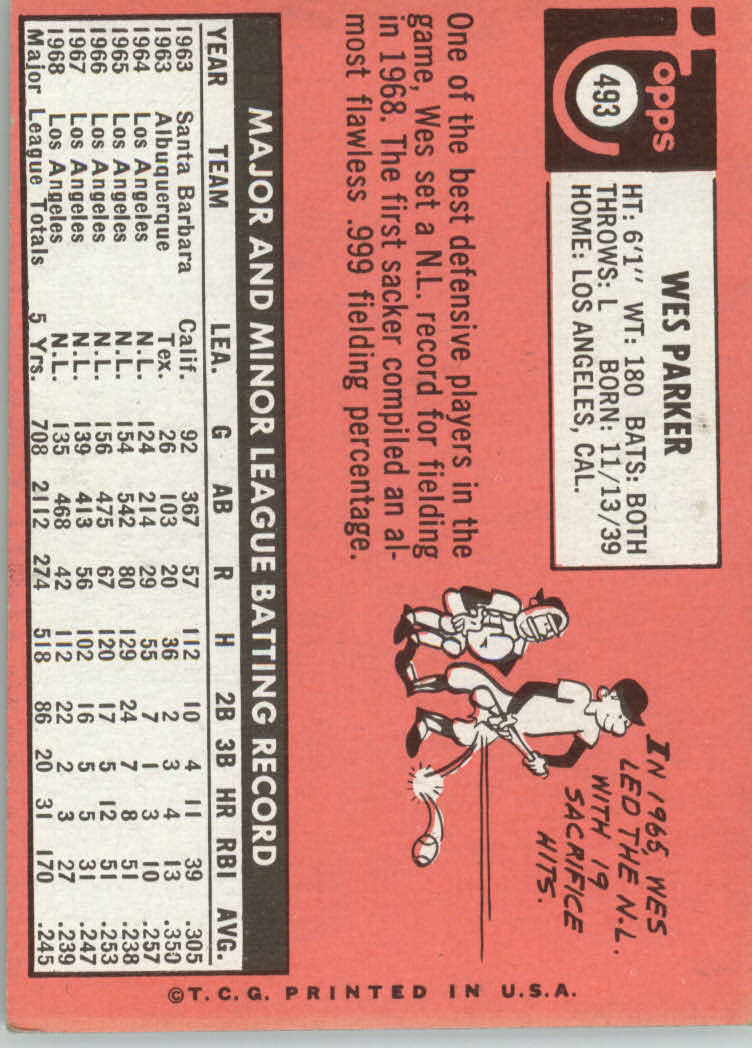 Topps
493
WES PARKER
HT: 6'1" WT: 180 BATS: BOTH
THROWS: L BORN: 11/13/39
HOME: LOS ANGELES, CAL.
One of the best defensive players in the
game, Wes set a N.L. record for fielding
in 1968. The first sacker compiled an al-
most flawless .999 fielding percentage.
IN 1965, WES
LED THE N.L.
WITH 19
SACRIFICE
HITS.
MAJOR AND MINOR LEAGUE BATTING RECORD
YEAR TEAM LEA. G AB R H 2B 3B HR RBI AVG.
1963 Santa Barbara Calif. 92 367 57 112 10 4 11 39 .305
1963 Albuquerque Tex. 26 103 20 36 2 3 4 13 .350
1964 Los Angeles N.L. 124 214 29 55 7 1 3 10 .257
1965 Los Angeles N.L. 154 542 80 129 24 7 8 51 .238
1966 Los Angeles N.L. 156 475 67 120 17 5 12 51 .253
1967 Los Angeles N.L. 139 413 56 102 16 5 5 31 .247
1968 Los Angeles N.L. 135 468 42 112 22 2 3 27 .239
Major League Totals 5 Yrs. 708 2112 274 518 86 20 31 170 .245
©T.C.G. PRINTED IN U.S.A.